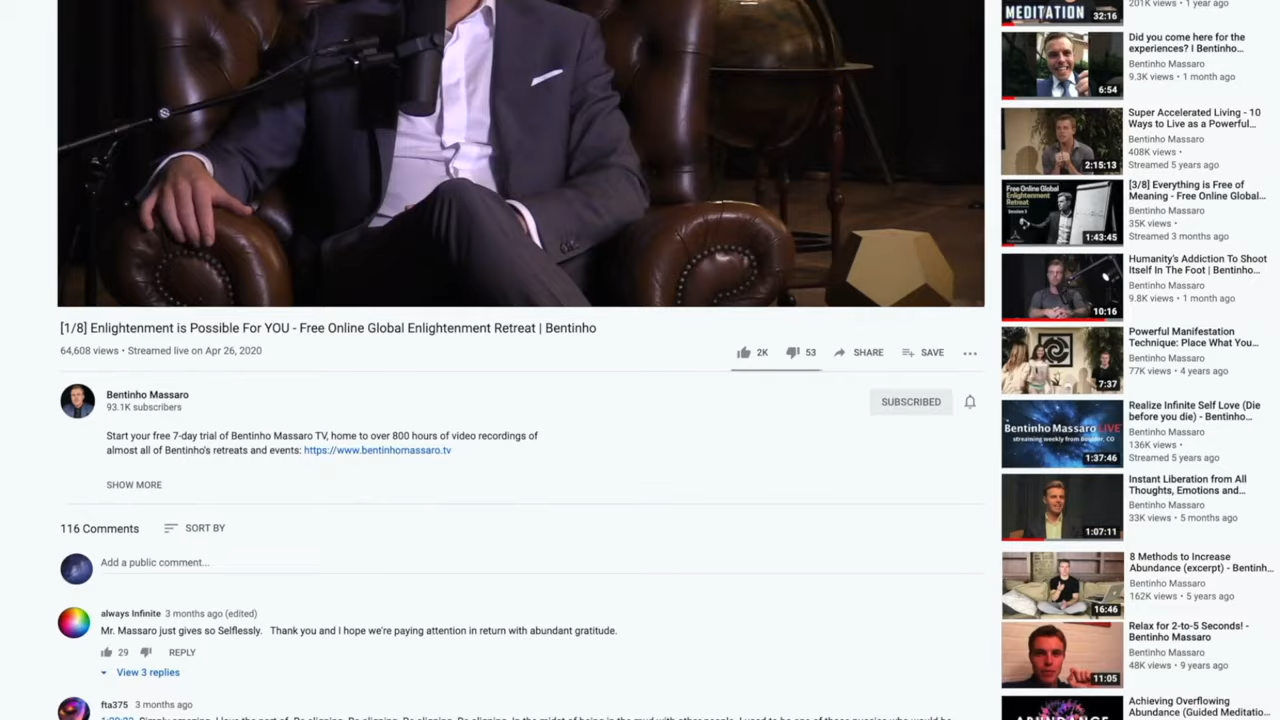 [1/8] Enlightenment is Possible For YOU - Free Online Global Enlightenment Retreat | Bentinho
64,608 views • Streamed live on Apr 26, 2020
2K 53 SHARE SAVE
Bentinho Massaro
93.1K subscribers
SUBSCRIBED
Start your free 7-day trial of Bentinho Massaro TV, home to over 800 hours of video recordings of
almost all of Bentinho's retreats and events: https://www.bentinhomassaro.tv
SHOW MORE
116 Comments SORT BY
Add a public comment...
always Infinite 3 months ago (edited)
Mr. Massaro just gives so Selflessly. Thank you and I hope we're paying attention in return with abundant gratitude.
29 REPLY
View 3 replies
fta375 3 months ago
MEDITATION
32:16
201K views • 1 year ago
6:54
Did you come here for the
experiences? I Bentinho...
Bentinho Massaro
9.3K views • 1 month ago
2:15:13
Super Accelerated Living - 10
Ways to Live as a Powerful...
Bentinho Massaro
408K views •
Streamed 5 years ago
Free Online Global
Enlightenment
Retreat
Session 3
1:43:45
[3/8] Everything is Free of
Meaning - Free Online Global...
Bentinho Massaro
35K views •
Streamed 3 months ago
10:16
Humanity's Addiction To Shoot
Itself In The Foot | Bentinho...
Bentinho Massaro
9.8K views • 1 month ago
7:37
Powerful Manifestation
Technique: Place What You...
Bentinho Massaro
77K views • 4 years ago
Bentinho Massaro LIVE
streaming weekly from Boulder, CO
1:37:46
Realize Infinite Self Love (Die
before you die) - Bentinho...
Bentinho Massaro
136K views •
Streamed 5 years ago
1:07:11
Instant Liberation from All
Thoughts, Emotions and...
Bentinho Massaro
33K views • 5 months ago
16:46
8 Methods to Increase
Abundance (excerpt) - Bentinh...
Bentinho Massaro
162K views • 5 years ago
11:05
Relax for 2-to-5 Seconds! -
Bentinho Massaro
Bentinho Massaro
48K views • 9 years ago
ABUNDANCE
Achieving Overflowing
Abundance (Guided Meditatio...